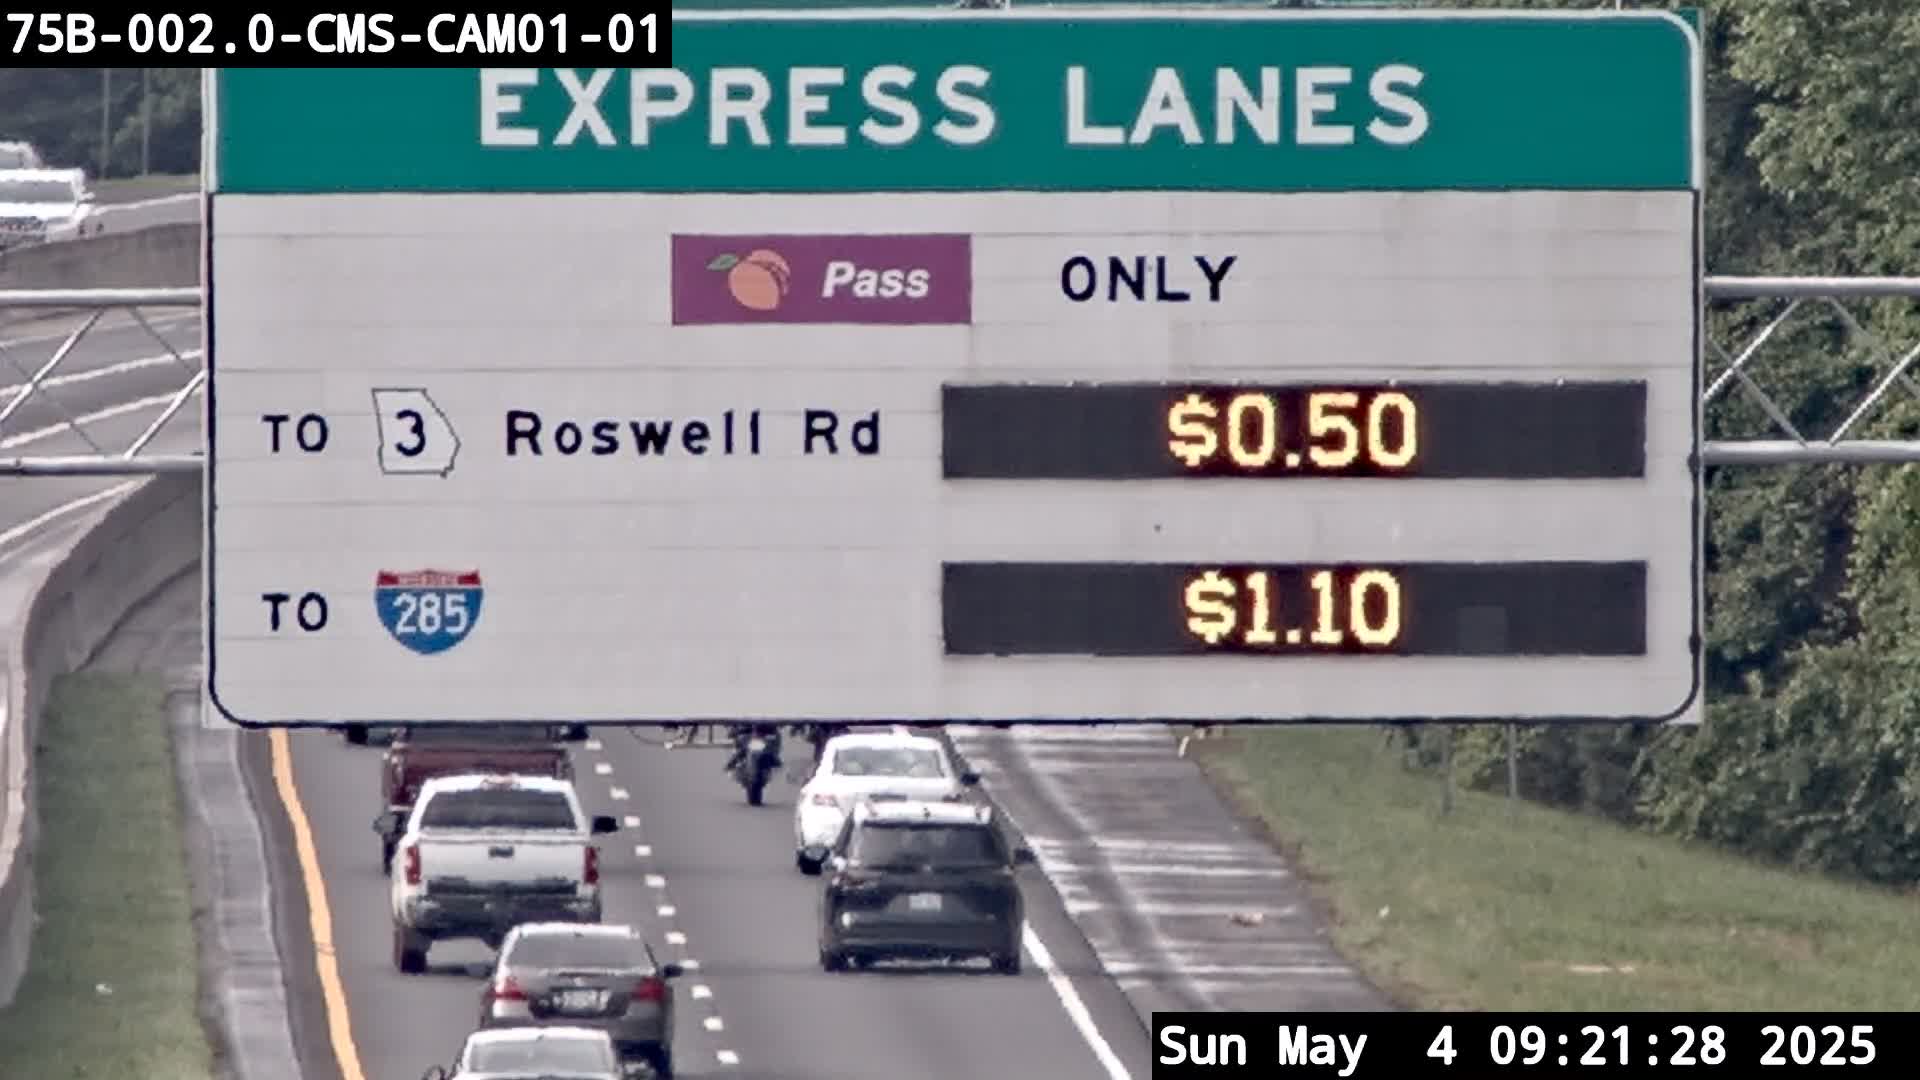 75B-002.0-CMS-CAM01-01
EXPRESS LANES
Pass ONLY
TO 3 Roswell Rd $0.50
TO 285 $1.10
Sun May 4 09:21:28 2025